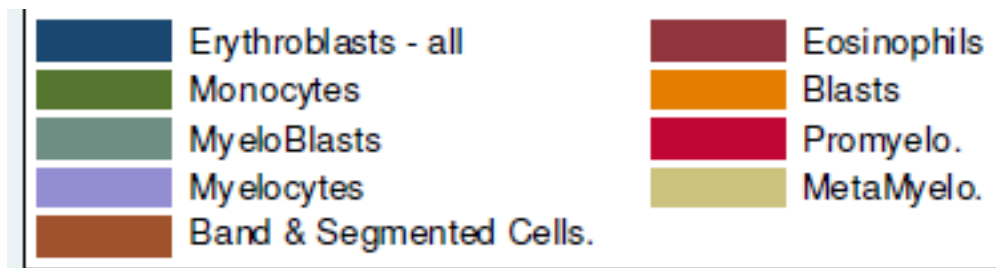 Erythroblasts - all
Monocytes
MyeloBlasts
Myelocytes
Band & Segmented Cells.
Eosinophils
Blasts
Promyelo.
MetaMyelo.